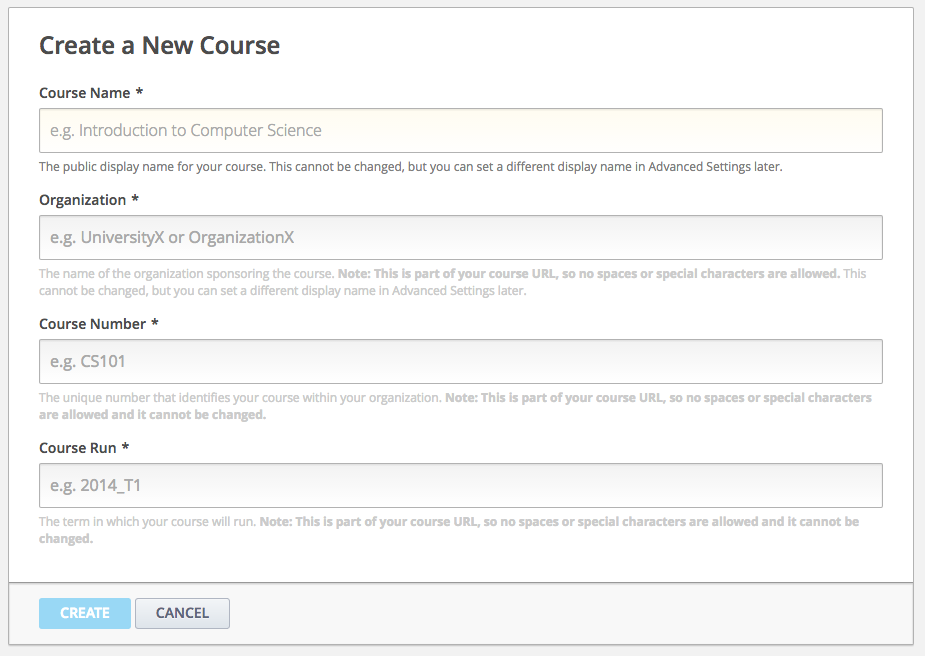 Create a New Course
Course Name *
e.g. Introduction to Computer Science
The public display name for your course. This cannot be changed, but you can set a different display name in Advanced Settings later.
Organization *
e.g. UniversityX or OrganizationX
The name of the organization sponsoring the course. Note: This is part of your course URL, so no spaces or special characters are allowed. This
cannot be changed, but you can set a different display name in Advanced Settings later.
Course Number *
e.g. CS101
The unique number that identifies your course within your organization. Note: This is part of your course URL, so no spaces or special characters
are allowed and it cannot be changed.
Course Run *
e.g. 2014_T1
The term in which your course will run. Note: This is part of your course URL, so no spaces or special characters are allowed and it cannot be
changed.
CREATE CANCEL